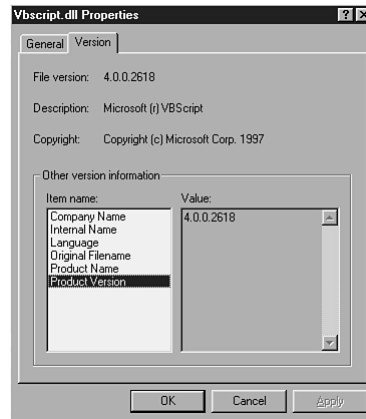 Vbscript.dll Properties
General Version
File version: 4.0.0.2618
Description: Microsoft (r) VBScript
Copyright: Copyright (c) Microsoft Corp. 1997
Other version information
Item name: Value:
Company Name 4.0.0.2618
Internal Name
Language
Original Filename
Product Name
Product Version
OK Cancel Apply